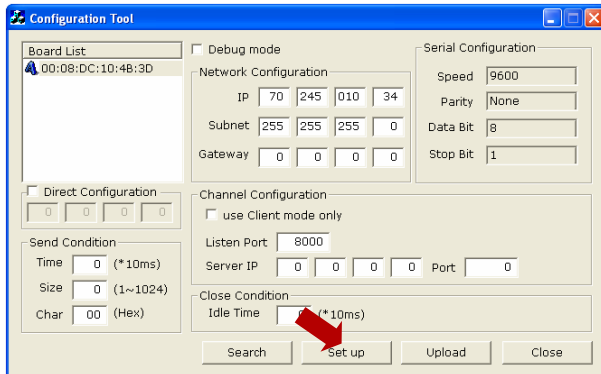 Configuration Tool
Board List
00:08:DC:10:4B:3D
Debug mode
Network Configuration
IP 70 245 010 34
Subnet 255 255 255 0
Gateway 0 0 0 0
Serial Configuration
Speed 9600
Parity None
Data Bit 8
Stop Bit 1
Direct Configuration
0 0 0 0
Send Condition
Time 0 (*10ms)
Size 0 (1~1024)
Char 00 (Hex)
Channel Configuration
use Client mode only
Listen Port 8000
Server IP 0 0 0 0 Port 0
Close Condition
Idle Time (*10ms)
Search Set up Upload Close